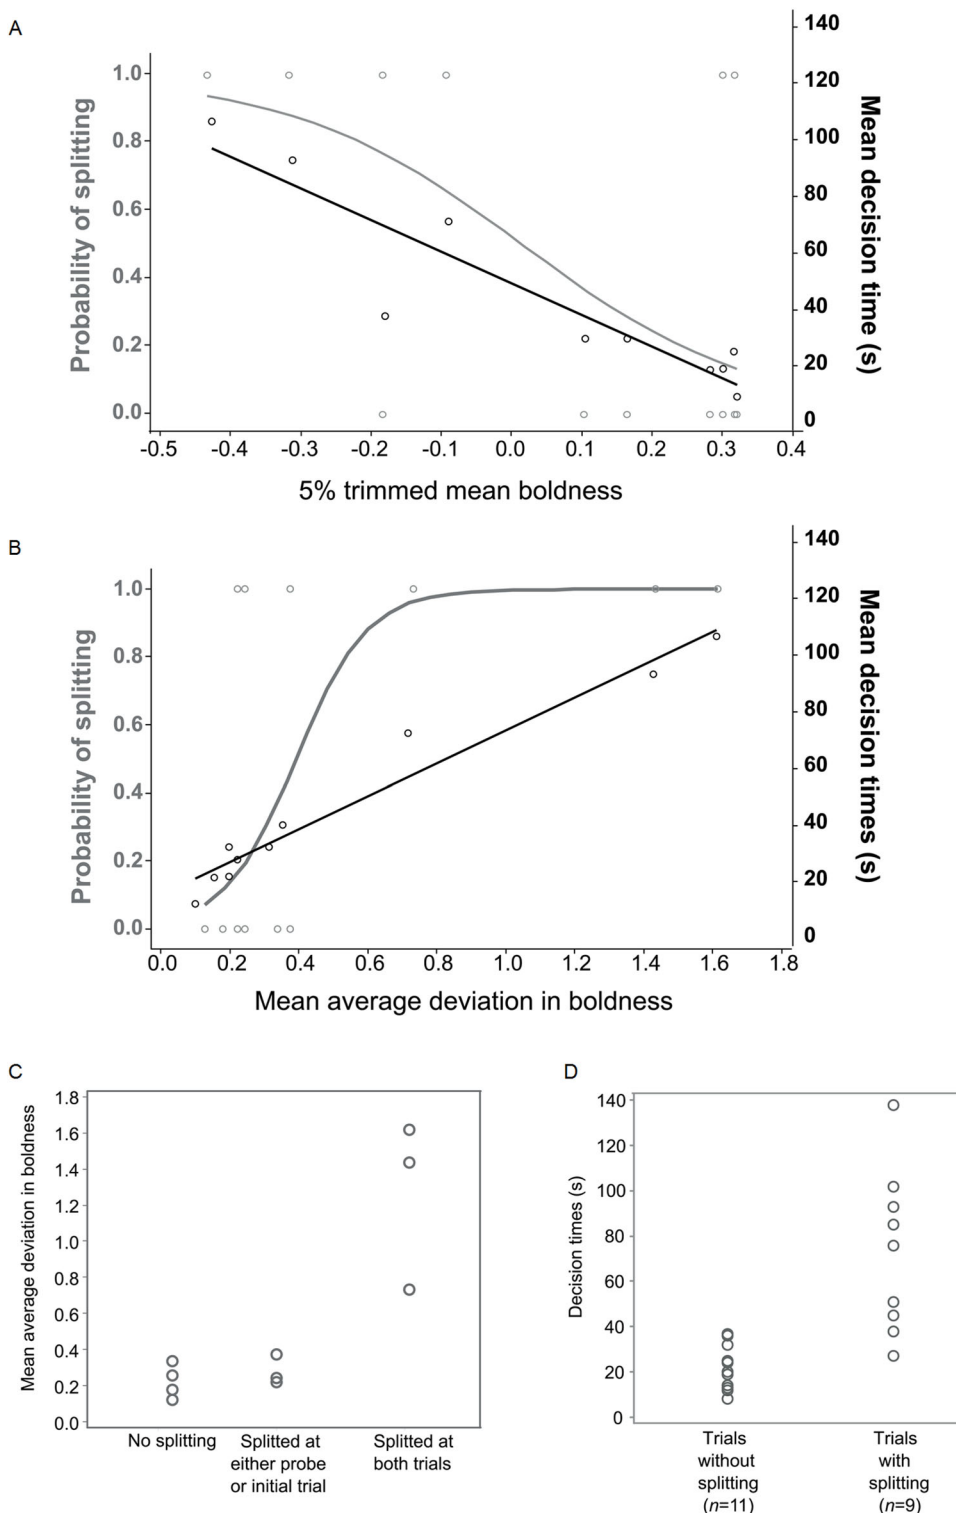 A
Probability of splitting
1.0
0.8
0.6
0.4
0.2
0.0
140
120
100
80
60
40
20
0
Mean decision time (s)
-0.5 -0.4 -0.3 -0.2 -0.1 0.0 0.1 0.2 0.3 0.4
5% trimmed mean boldness
B
Probability of splitting
1.0
0.8
0.6
0.4
0.2
0.0
140
120
100
80
60
40
20
0
Mean decision times (s)
0.0 0.2 0.4 0.6 0.8 1.0 1.2 1.4 1.6 1.8
Mean average deviation in boldness
C
Mean average deviation in boldness
1.8
1.6
1.4
1.2
1.0
0.8
0.6
0.4
0.2
0.0
No splitting
Splitted at
either probe
or initial trial
Splitted at
both trials
D
Decision times (s)
140
120
100
80
60
40
20
0
Trials
without
splitting
(n=11)
Trials
with
splitting
(n=9)